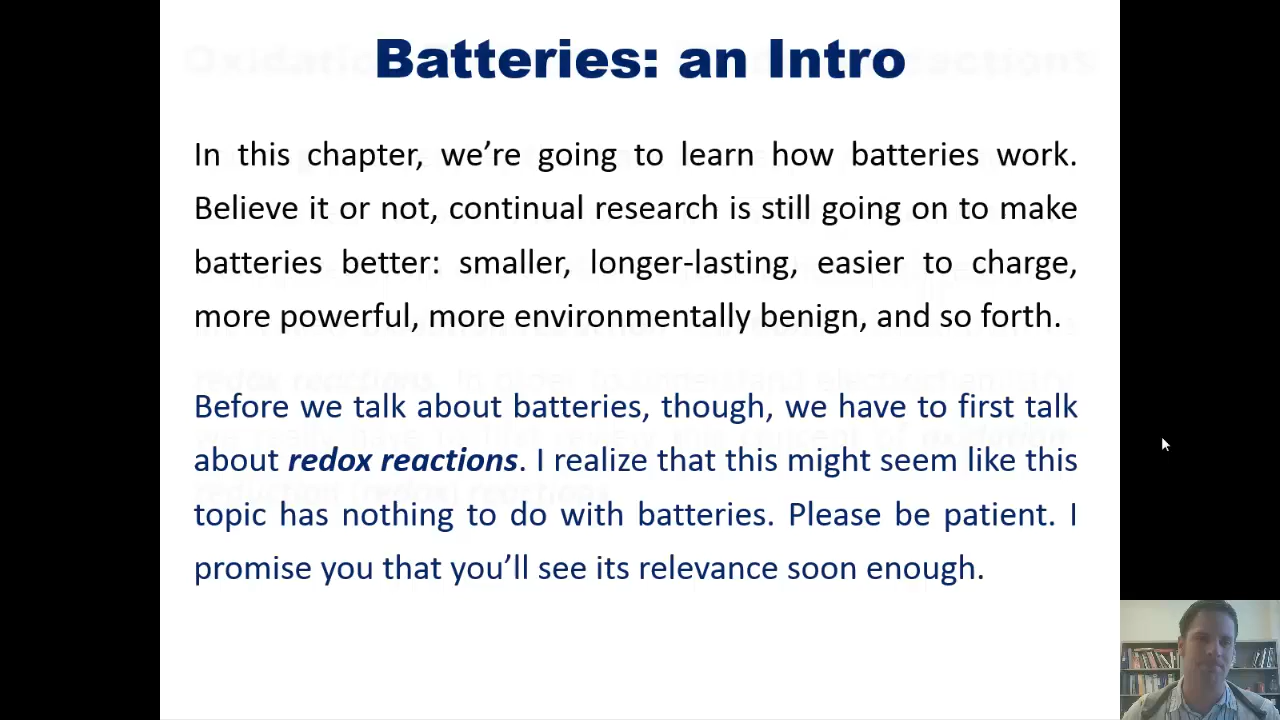 Batteries: an Intro
In this chapter, we’re going to learn how batteries work.
Believe it or not, continual research is still going on to make
batteries better: smaller, longer-lasting, easier to charge,
more powerful, more environmentally benign, and so forth.
Before we talk about batteries, though, we have to first talk
about redox reactions. I realize that this might seem like this
topic has nothing to do with batteries. Please be patient. I
promise you that you’ll see its relevance soon enough.